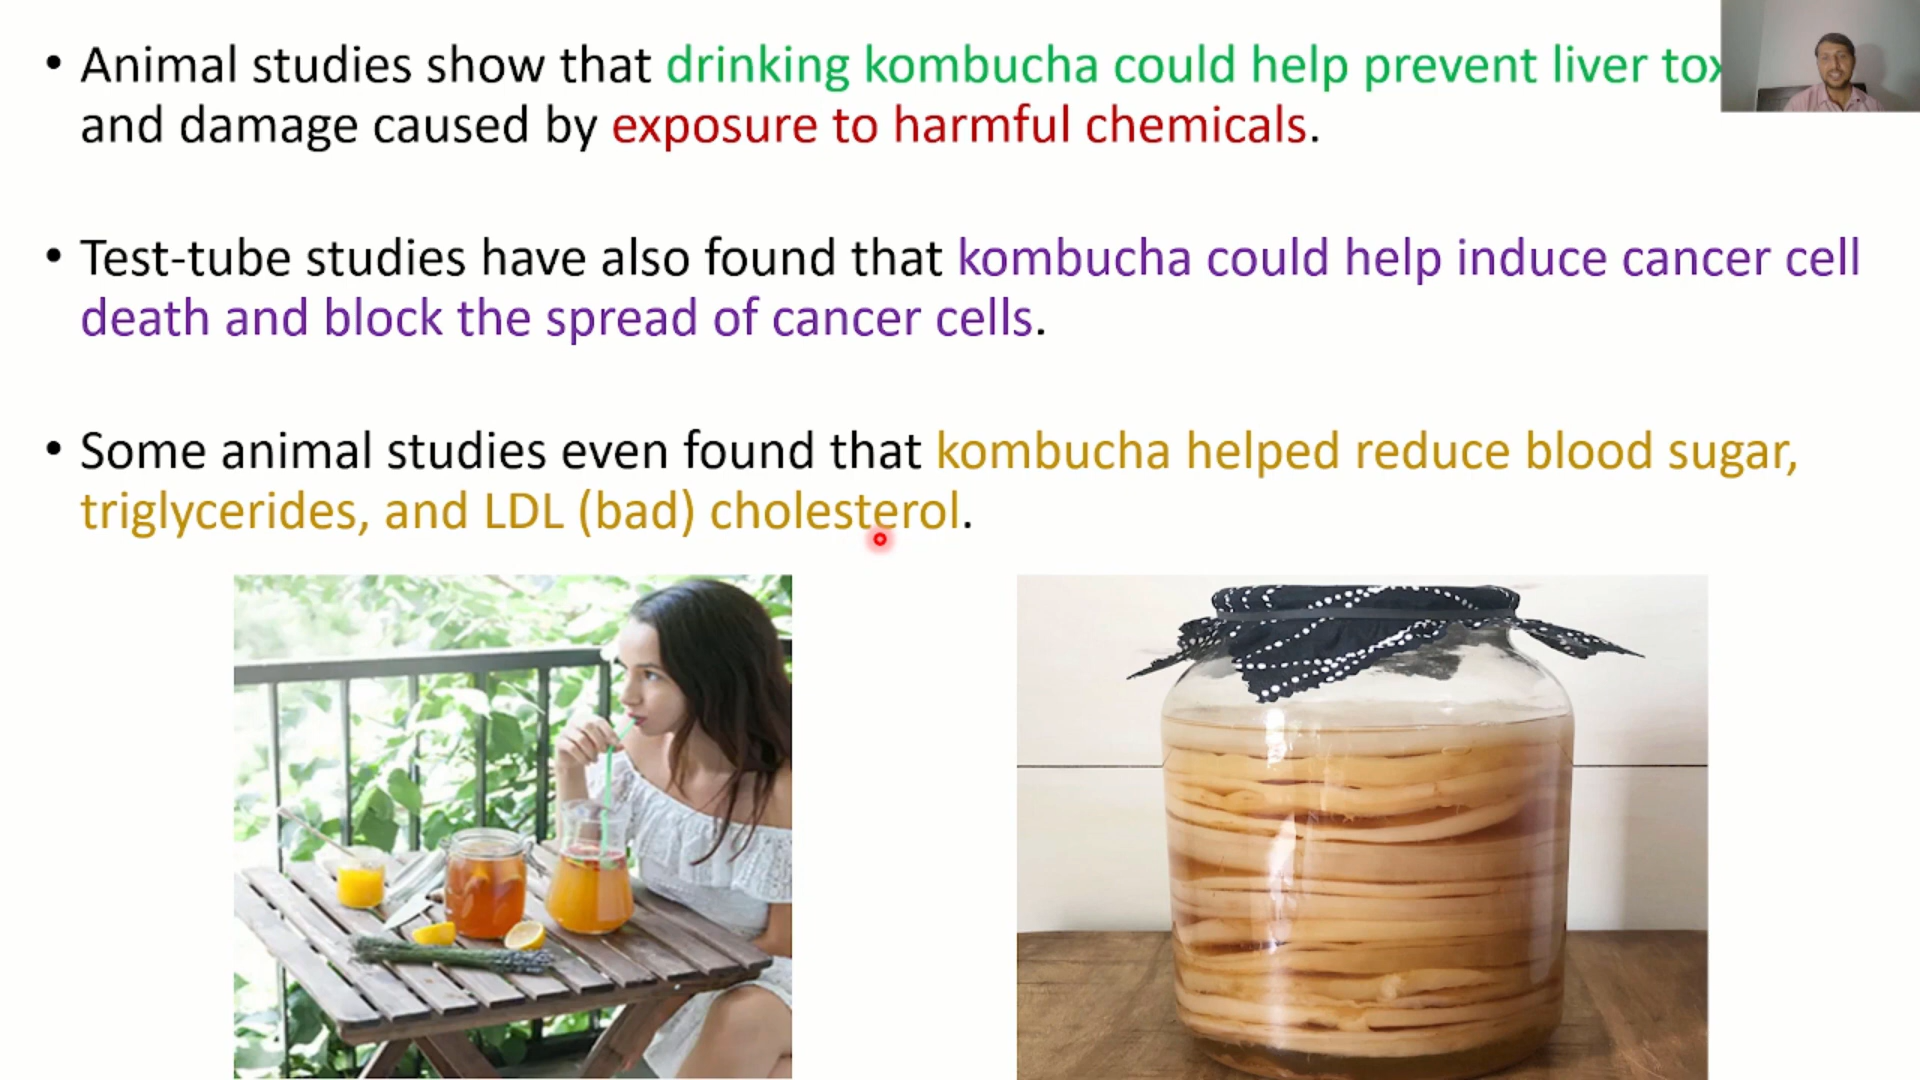 • Animal studies show that drinking kombucha could help prevent liver
and damage caused by exposure to harmful chemicals.
• Test-tube studies have also found that kombucha could help induce cancer cell
death and block the spread of cancer cells.
• Some animal studies even found that kombucha helped reduce blood sugar,
triglycerides, and LDL (bad) cholesterol.